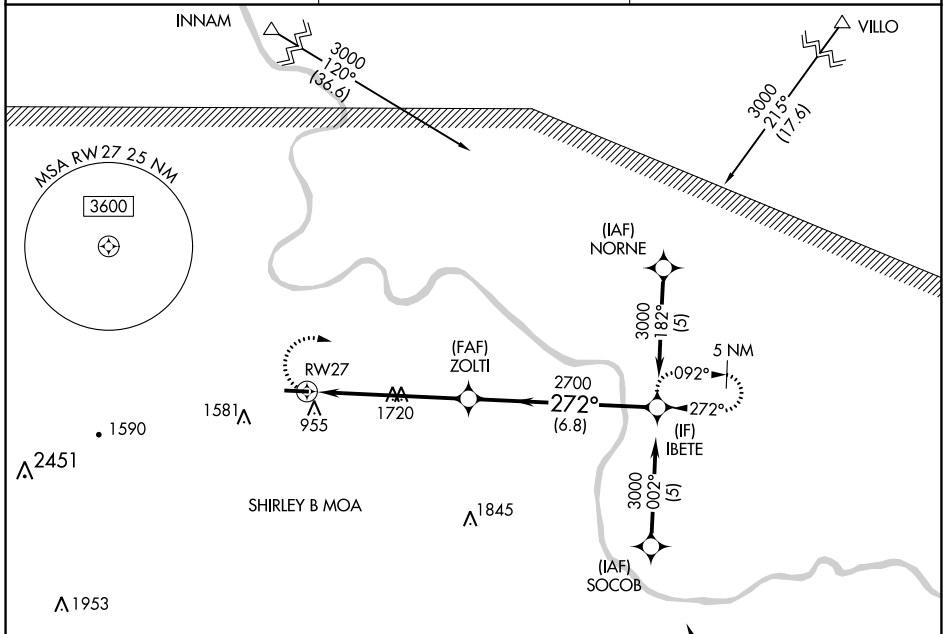 INNAM
3000
120°
(36.6)
VILLO
3000
215°
(17.6)
MSA RW27 25 NM
3600
(IAF)
NORNE
3000
182°
(5)
5 NM
092°
272°
(IF)
IBETE
(FAF)
ZOLTI
2700
272°
(6.8)
RW27
1720
955
1581
1590
2451
SHIRLEY B MOA
1845
3000
002°
(5)
(IAF)
SOCOB
1953